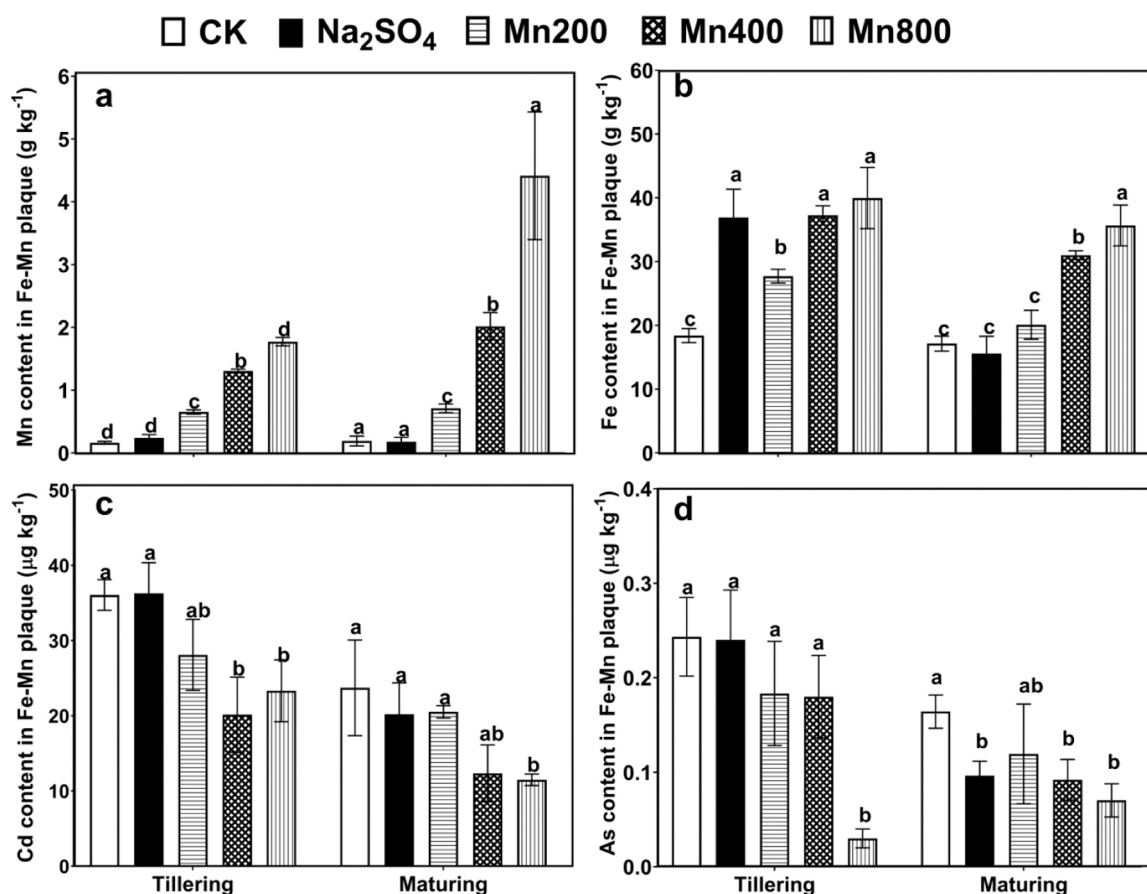 CK Na₂SO₄ Mn200 Mn400 Mn800
a
Mn content in Fe-Mn plaque (g kg⁻¹)
6
5
4
3
2
1
0
d d c b d
a a c b a
b
Fe content in Fe-Mn plaque (g kg⁻¹)
60
50
40
30
20
10
0
c a b a a
c c c b a
c
Cd content in Fe-Mn plaque (μg kg⁻¹)
50
40
30
20
10
0
a a ab b b
a a a ab b
Tillering Maturing
d
As content in Fe-Mn plaque (μg kg⁻¹)
0.4
0.3
0.2
0.1
0.0
a a a a b
a b ab b b
Tillering Maturing